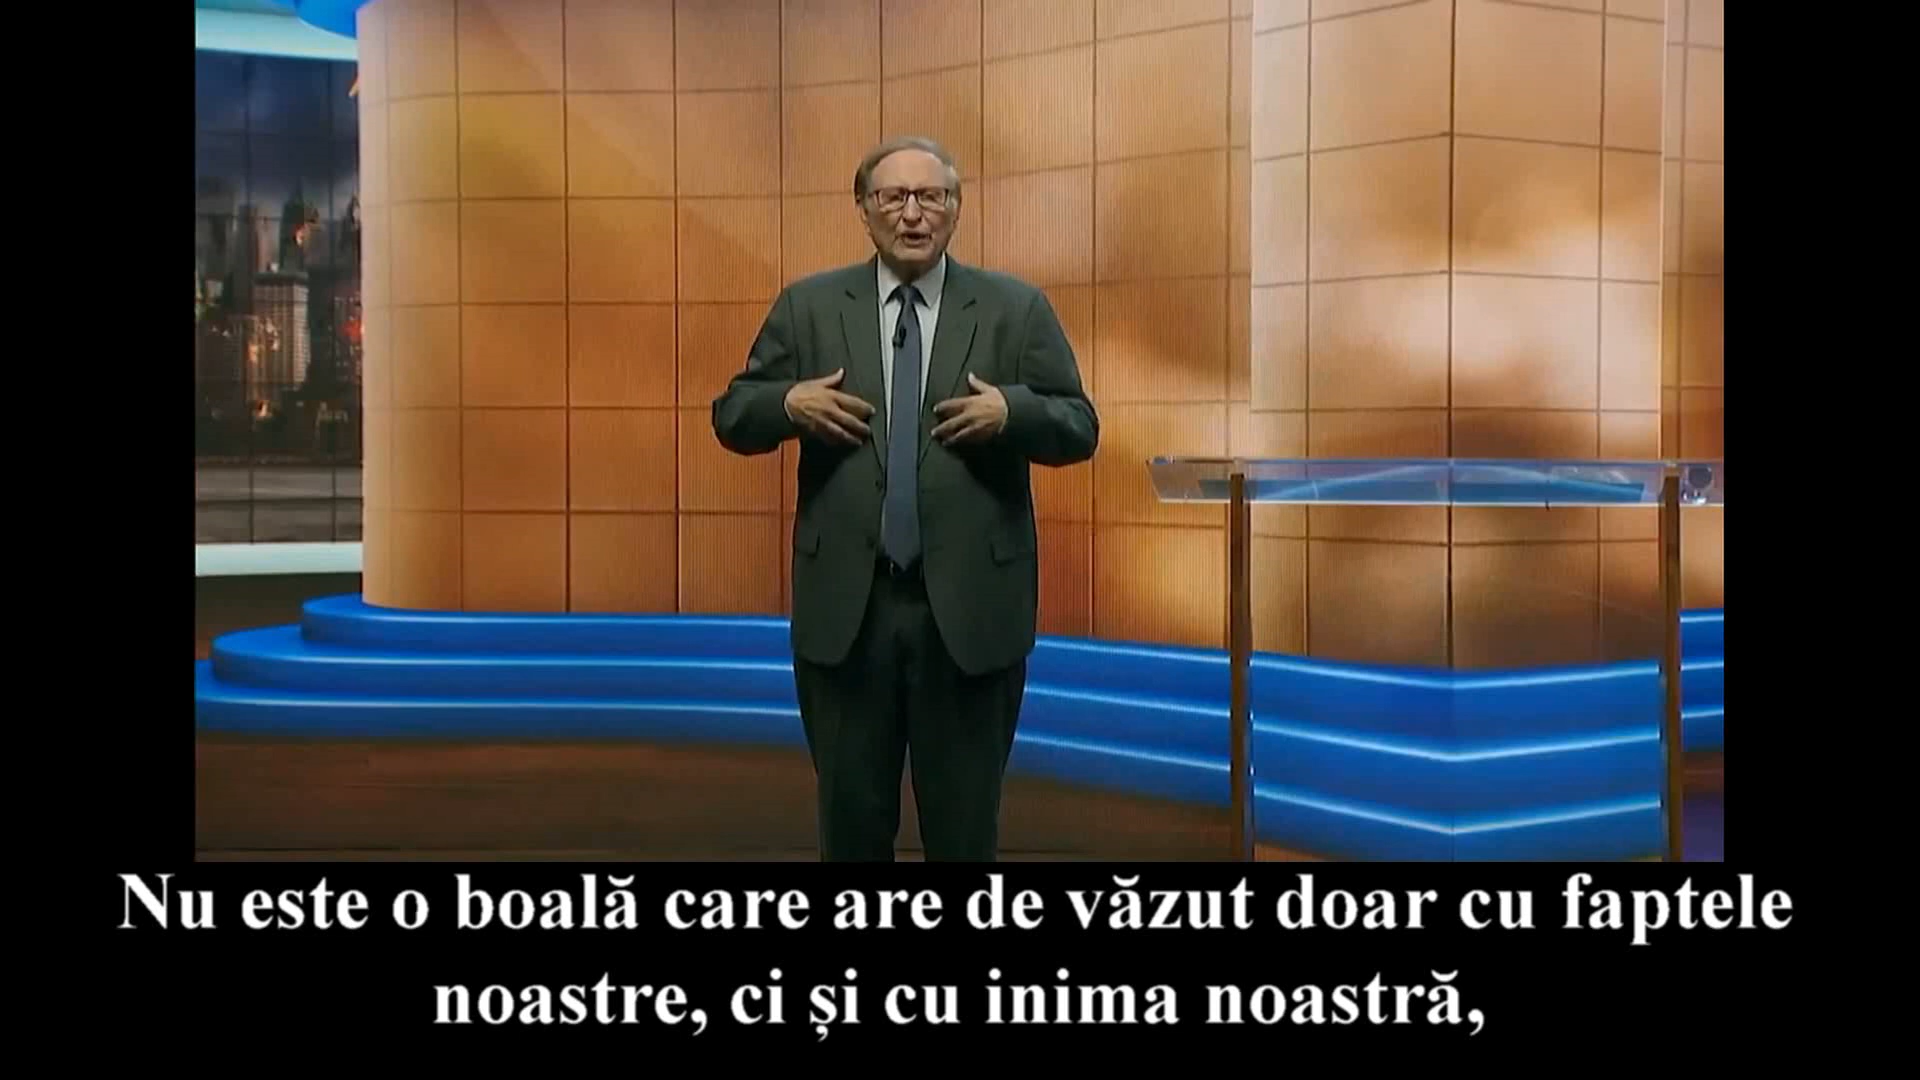 Nu este o boală care are de văzut doar cu faptele
noastre, ci și cu inima noastră,